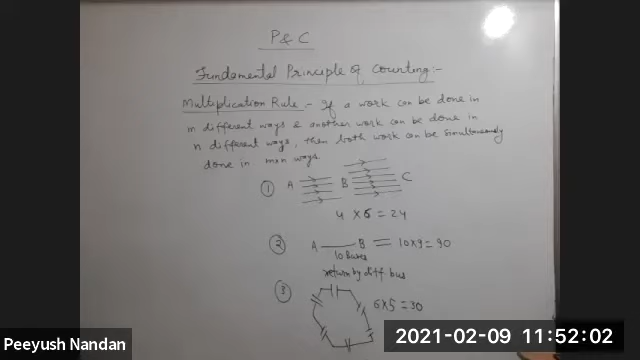 P & C
Fundamental Principle of Counting:-
Multiplication Rule:- If a work can be done in
m different ways & another work can be done in
n different ways, then both work can be simultaneously
done in m×n ways.
① A B C
4 × 6 = 24
② A B = 10×9=90
10 Buses
return by diff. bus
③ 6×5=30
Peeyush Nandan
2021-02-09 11:52:02